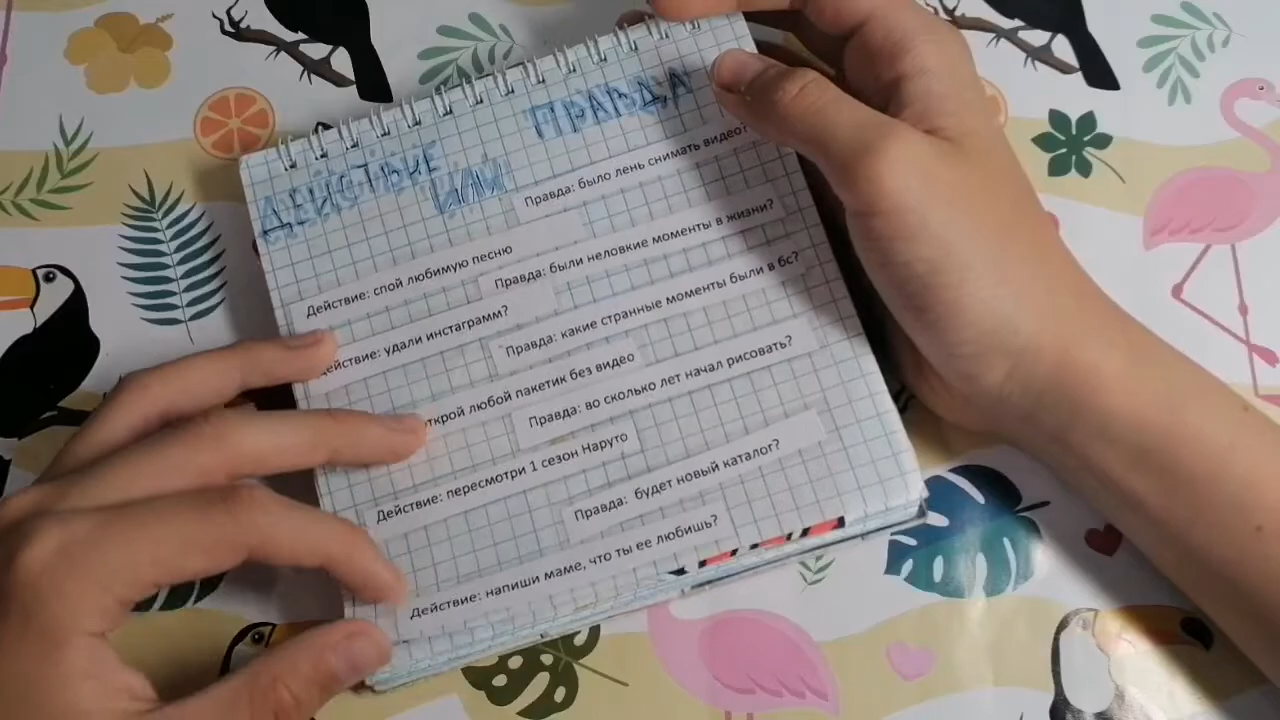 ДЕЙСТВИЕ ИЛИ ПРАВДА
Правда: было лень снимать видео?
Действие: спой любимую песню
Правда: были неловкие моменты в жизни?
Действие: удали инстаграмм?
Правда: какие странные моменты были в бс?
открой любой пакетик без видео
Правда: во сколько лет начал рисовать?
Действие: пересмотри 1 сезон Наруто
Правда: будет новый каталог?
Действие: напиши маме, что ты ее любишь?